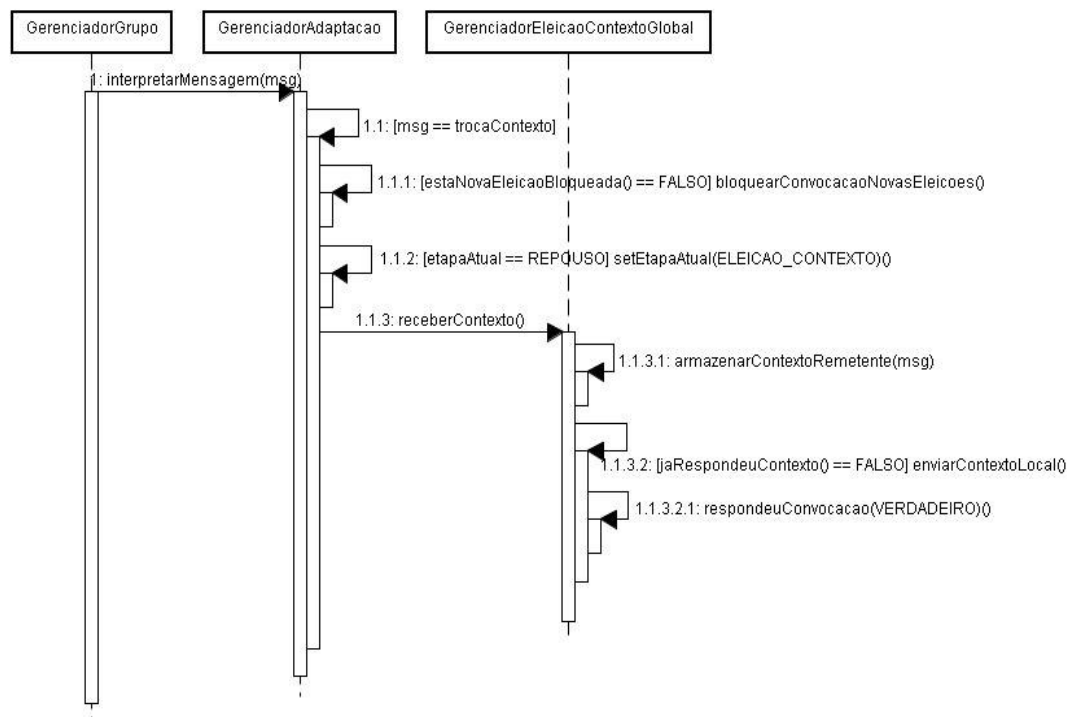 GerenciadorGrupo
GerenciadorAdaptacao
GerenciadorEleicaoContextoGlobal
1: interpretarMensagem(msg)
1.1: [msg == trocaContexto]
1.1.1: [estaNovaEleicaoBloqueada() == FALSO] bloquearConvocacaoNovasEleicoes()
1.1.2: [etapaAtual == REPOUSO] setEtapaAtual(ELEICAO_CONTEXTO)()
1.1.3: receberContexto()
1.1.3.1: armazenarContextoRemetente(msg)
1.1.3.2: [jaRespondeuContexto() == FALSO] enviarContextoLocal()
1.1.3.2.1: respondeuConvocacao(VERDADEIRO)()